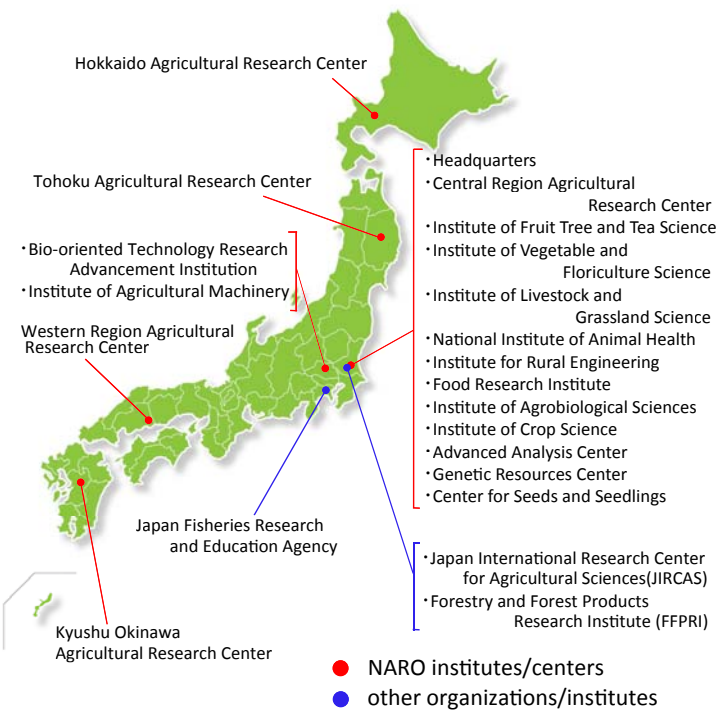 Hokkaido Agricultural Research Center
Tohoku Agricultural Research Center
・Bio-oriented Technology Research
Advancement Institution
・Institute of Agricultural Machinery
Western Region Agricultural
Research Center
・Headquarters
・Central Region Agricultural
Research Center
・Institute of Fruit Tree and Tea Science
・Institute of Vegetable and
Floriculture Science
・Institute of Livestock and
Grassland Science
・National Institute of Animal Health
・Institute for Rural Engineering
・Food Research Institute
・Institute of Agrobiological Sciences
・Institute of Crop Science
・Advanced Analysis Center
・Genetic Resources Center
・Center for Seeds and Seedlings
Japan Fisheries Research
and Education Agency
・Japan International Research Center
for Agricultural Sciences(JIRCAS)
・Forestry and Forest Products
Research Institute (FFPRI)
Kyushu Okinawa
Agricultural Research Center
NARO institutes/centers
other organizations/institutes